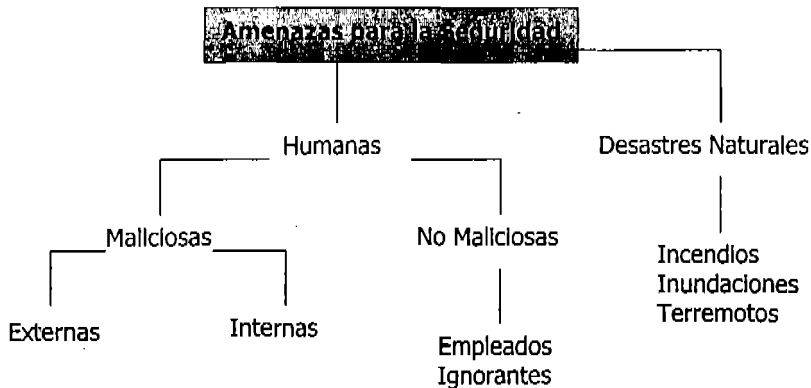 Amenazas para la Seguridad
Humanas
Desastres Naturales
Maliciosas
No Maliciosas
Incendios
Inundaciones
Terremotos
Externas
Internas
Empleados
Ignorantes